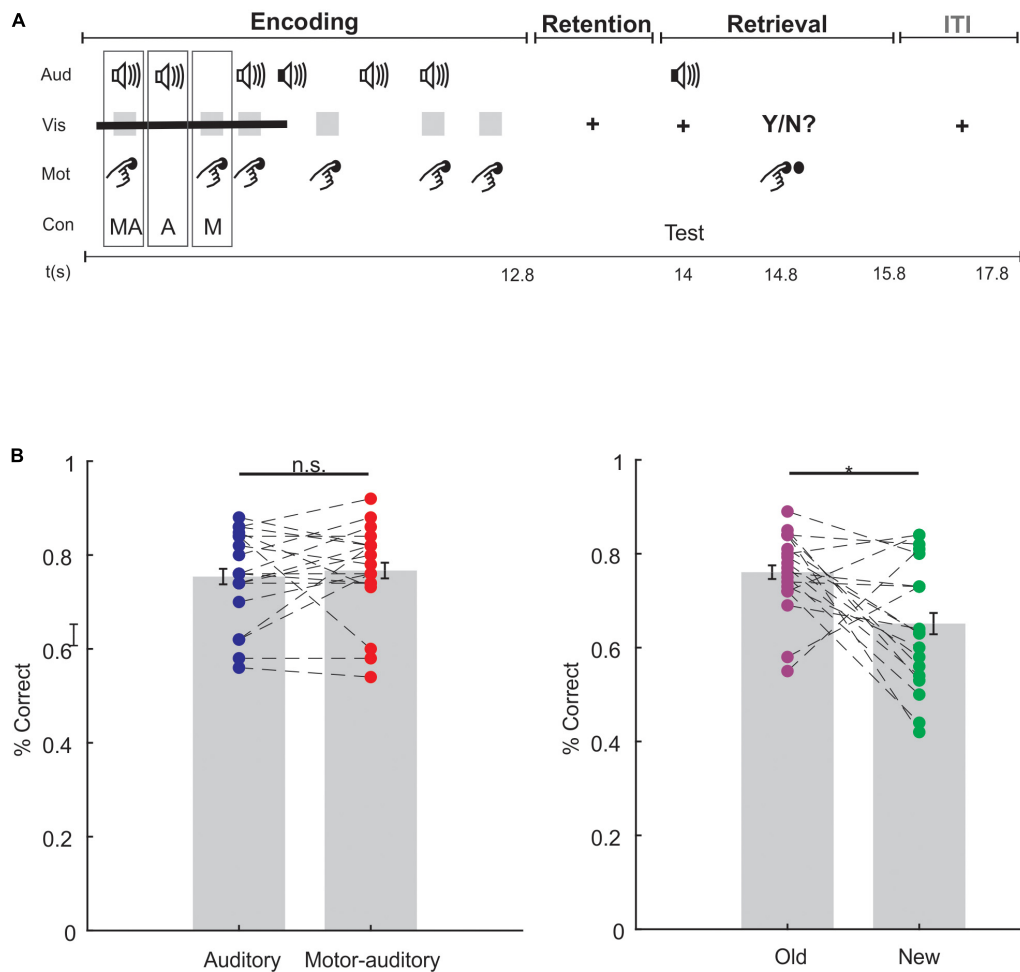 A
Encoding Retention Retrieval ITI
Aud
Vis + + Y/N? + 
Mot
Con MA A M Test
t(s) 12.8 14 14.8 15.8 17.8
B
1
0.8
0.6
0.4
0.2
0
% Correct
n.s.
Auditory Motor-auditory
1
0.8
0.6
0.4
0.2
0
% Correct
*
Old New